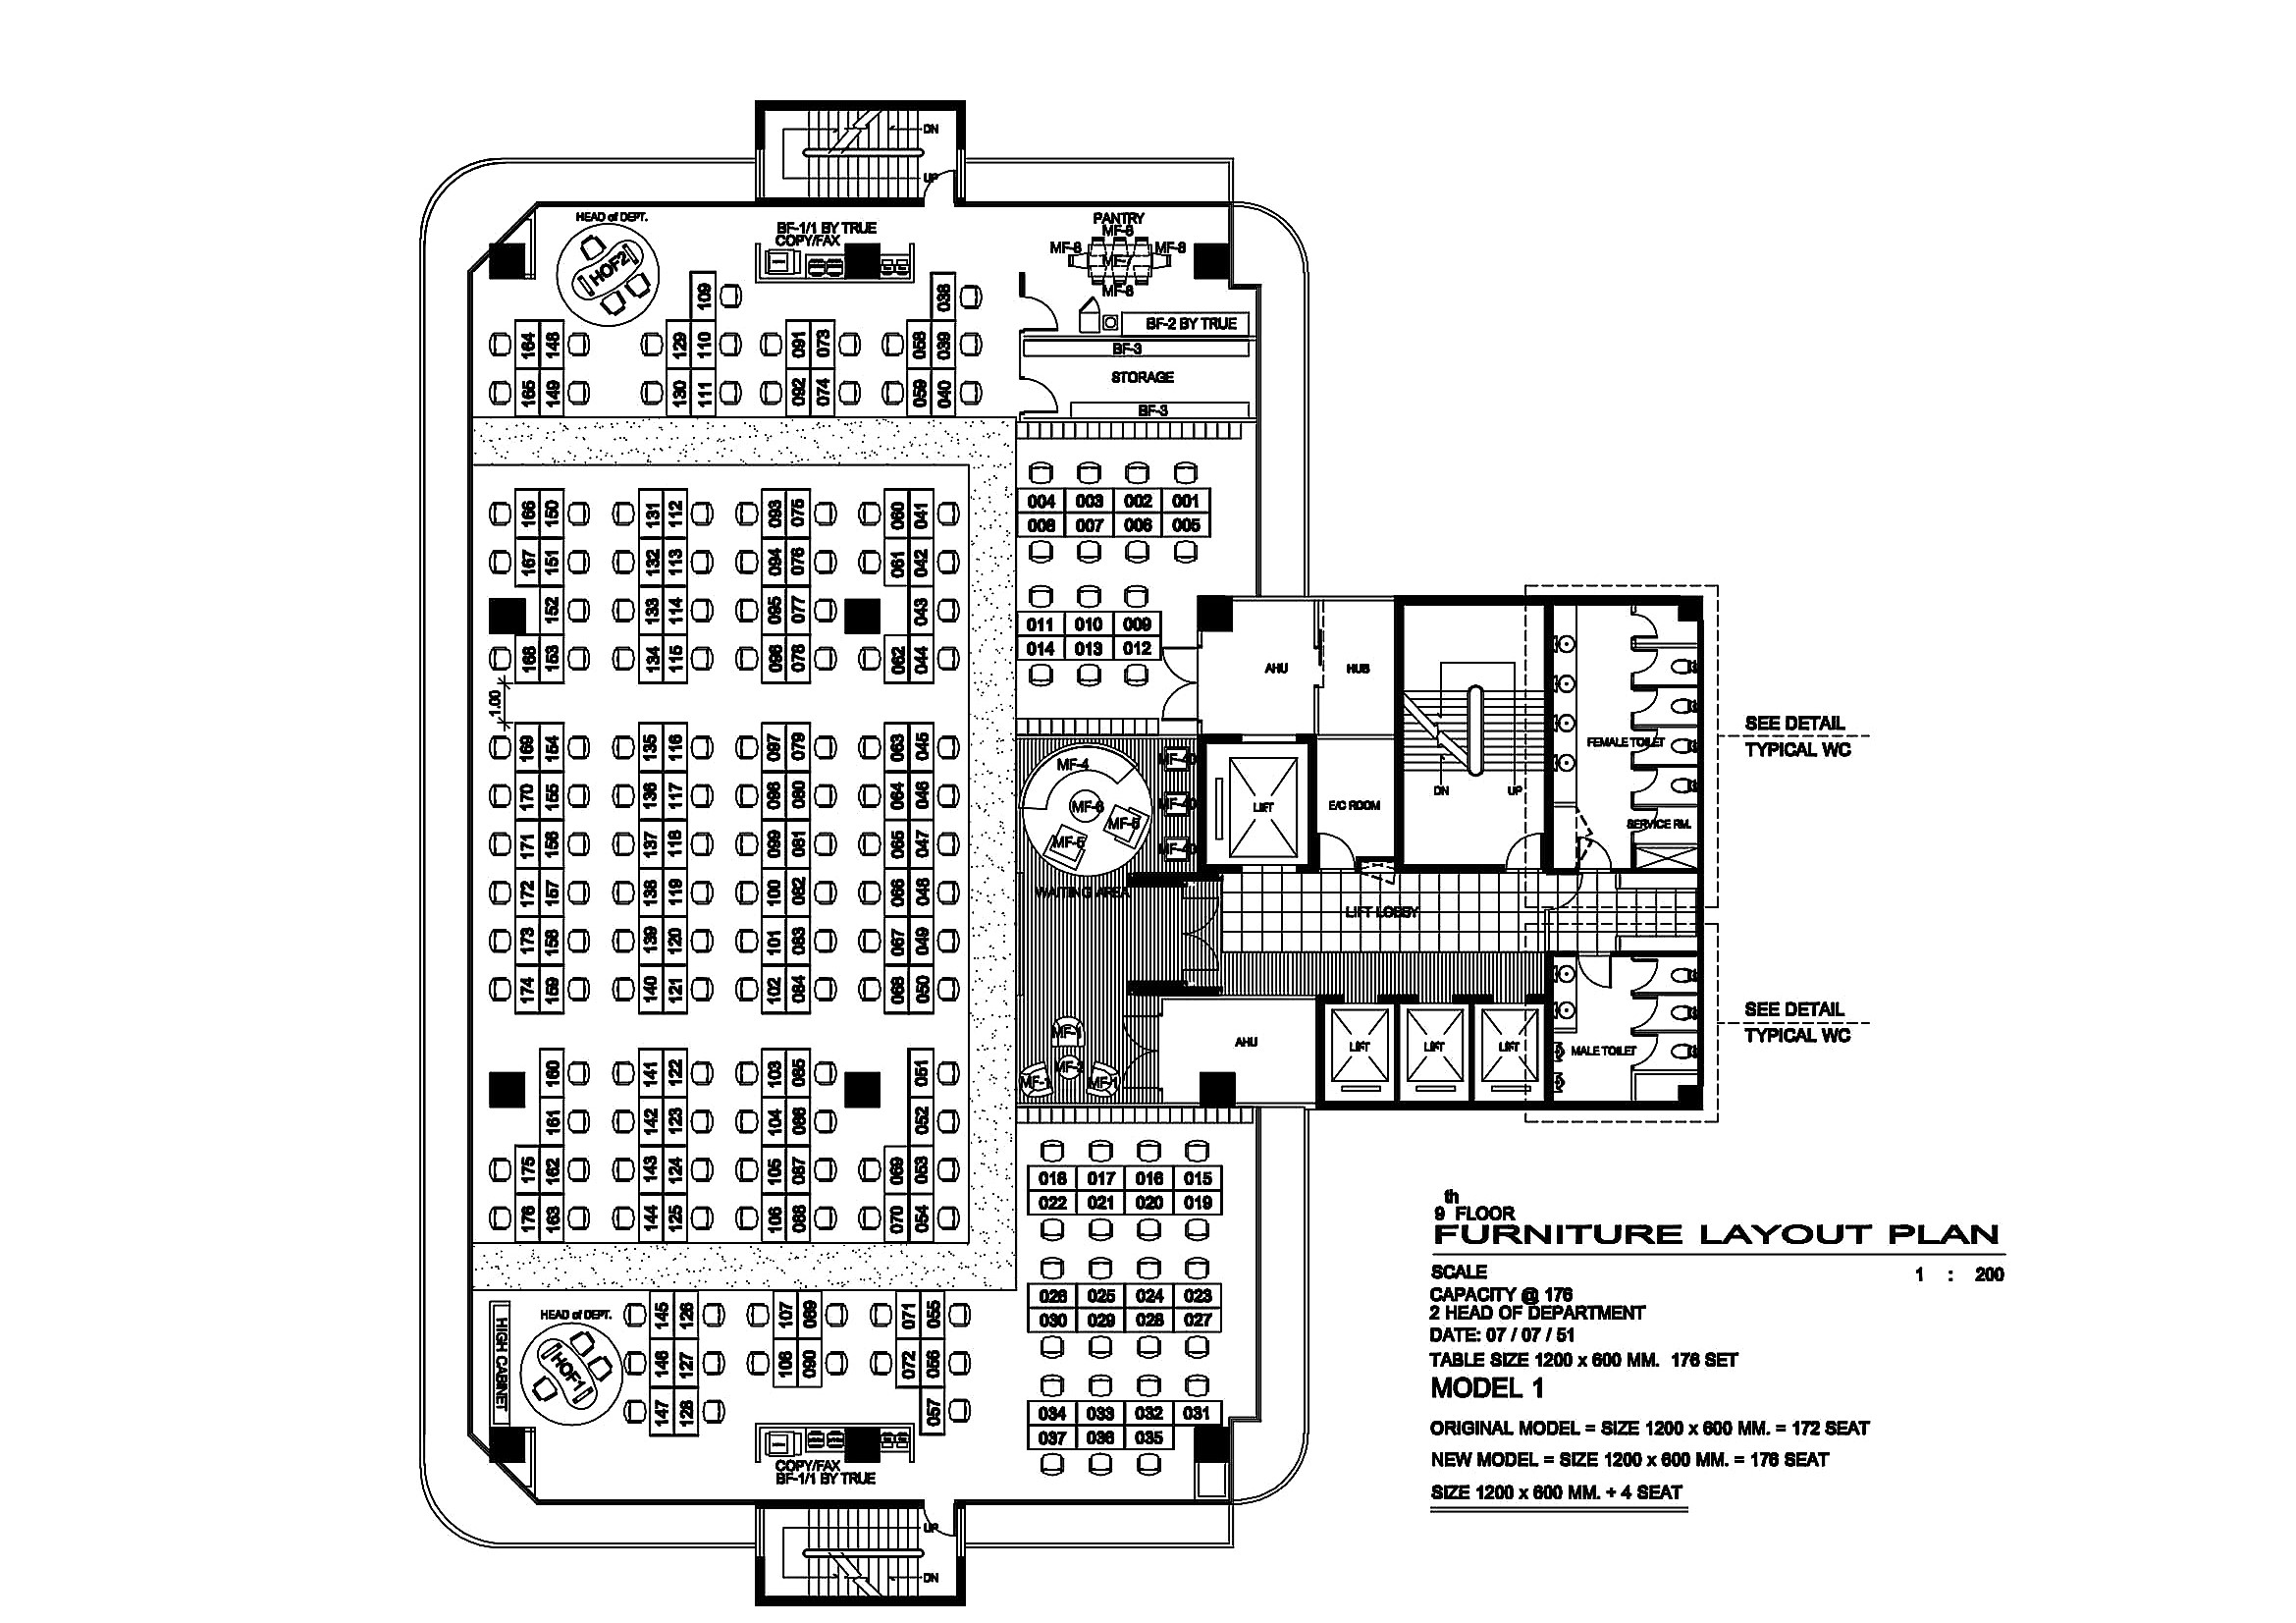 DN
UP
HEAD of DEPT.
HOF2
BF-1/1 BY TRUE
COPY/FAX
PANTRY
MF-8
MF-8 MF-7 MF-8
MF-8
109 038
164 148 129 110 091 073 058 039
165 149 130 111 092 074 059 040
BF-2 BY TRUE
BF-3
STORAGE
BF-3
004 003 002 001
008 007 006 005
011 010 009
014 013 012
166 150 131 112 093 075 060 041
167 151 132 113 094 076 061 042
152 133 114 095 077 043
168 153 134 115 096 078 062 044
1.00
169 154 135 116 097 079 063 045
170 155 136 117 098 080 064 046
171 156 137 118 099 081 065 047
172 157 138 119 100 082 066 048
173 158 139 120 101 083 067 049
174 159 140 121 102 084 068 050
160 141 122 103 085 051
161 142 123 104 086 052
175 162 143 124 105 087 069 053
176 163 144 125 106 088 070 054
AHU
HUB
MF-4
MF-6
MF-5
MF-5
LIFT
E/C ROOM
DN
UP
FEMALE TOILET
SERVICE RM.
SEE DETAIL
TYPICAL WC
WAITING AREA
LIFT LOBBY
MF-1
MF-2
MF-1
MF-1
AHU
LIFT
LIFT
LIFT
MALE TOILET
SEE DETAIL
TYPICAL WC
018 017 016 015
022 021 020 019
026 025 024 023
030 029 028 027
034 033 032 031
037 036 035
HIGH CABINET
HEAD of DEPT.
HOF1
145 126 107 089 071 055
146 127 108 090 072 056
147 128 057
COPY/FAX
BF-1/1 BY TRUE
UP
DN
9th FLOOR
FURNITURE LAYOUT PLAN
SCALE 1 : 200
CAPACITY @ 176
2 HEAD OF DEPARTMENT
DATE: 07 / 07 / 51
TABLE SIZE 1200 x 600 MM. 176 SET
MODEL 1
ORIGINAL MODEL = SIZE 1200 x 600 MM. = 172 SEAT
NEW MODEL = SIZE 1200 x 600 MM. = 176 SEAT
SIZE 1200 x 600 MM. + 4 SEAT